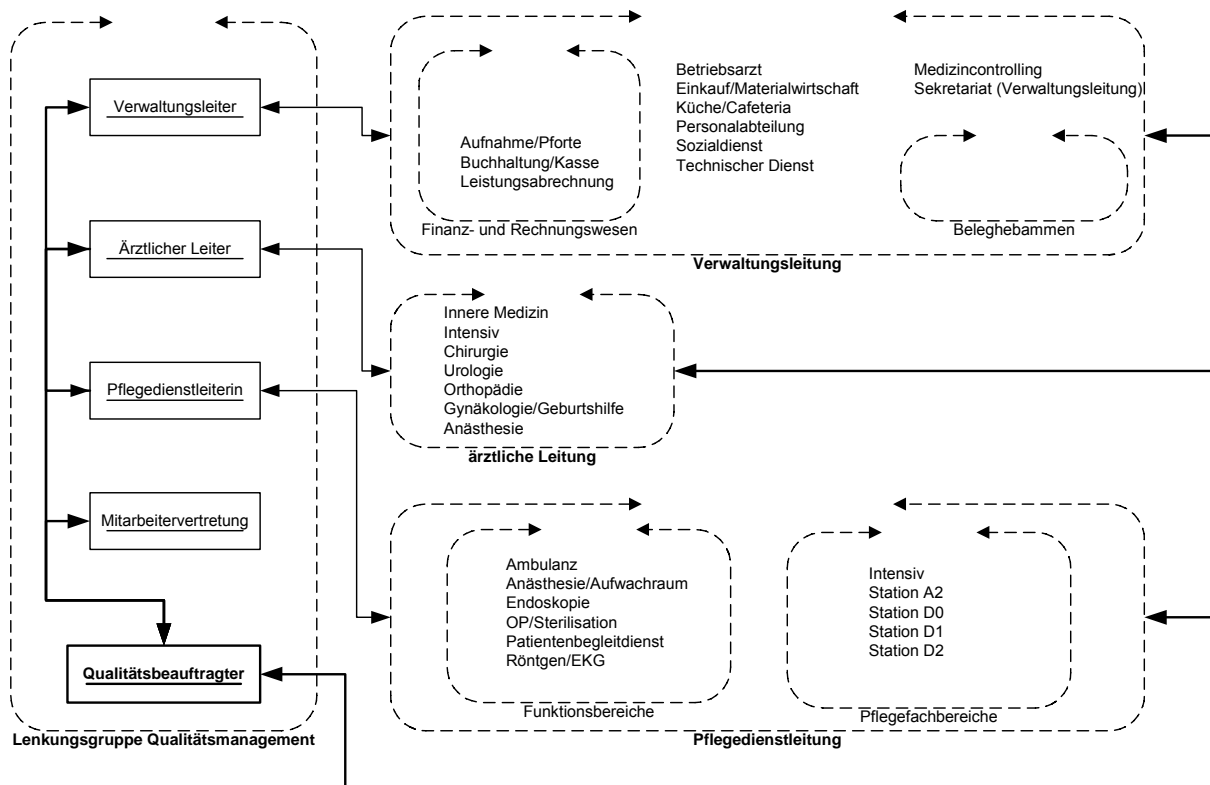 Verwaltungsleiter
Ärztlicher Leiter
Pflegedienstleiterin
Mitarbeitervertretung
Qualitätsbeauftragter
Lenkungsgruppe Qualitätsmanagement
Aufnahme/Pforte
Buchhaltung/Kasse
Leistungsabrechnung
Finanz- und Rechnungswesen
Betriebsarzt
Einkauf/Materialwirtschaft
Küche/Cafeteria
Personalabteilung
Sozialdienst
Technischer Dienst
Medizincontrolling
Sekretariat (Verwaltungsleitung)
Beleghebammen
Verwaltungsleitung
Innere Medizin
Intensiv
Chirurgie
Urologie
Orthopädie
Gynäkologie/Geburtshilfe
Anästhesie
ärztliche Leitung
Ambulanz
Anästhesie/Aufwachraum
Endoskopie
OP/Sterilisation
Patientenbegleitdienst
Röntgen/EKG
Funktionsbereiche
Intensiv
Station A2
Station D0
Station D1
Station D2
Pflegefachbereiche
Pflegedienstleitung